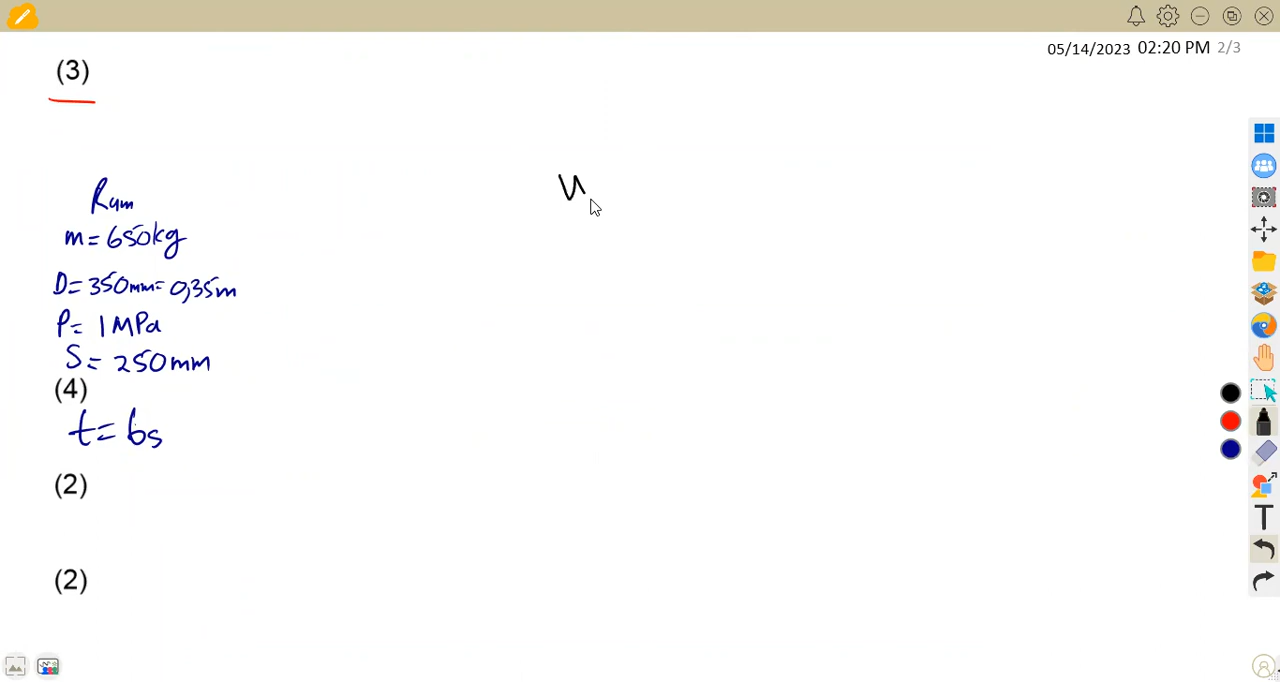 05/14/2023 02:20 PM 2/3
(3)
Ram
m = 650kg
D = 350mm = 0,35m
P = 1 MPa
S = 250mm
(4)
t = 6s
(2)
(2)
T